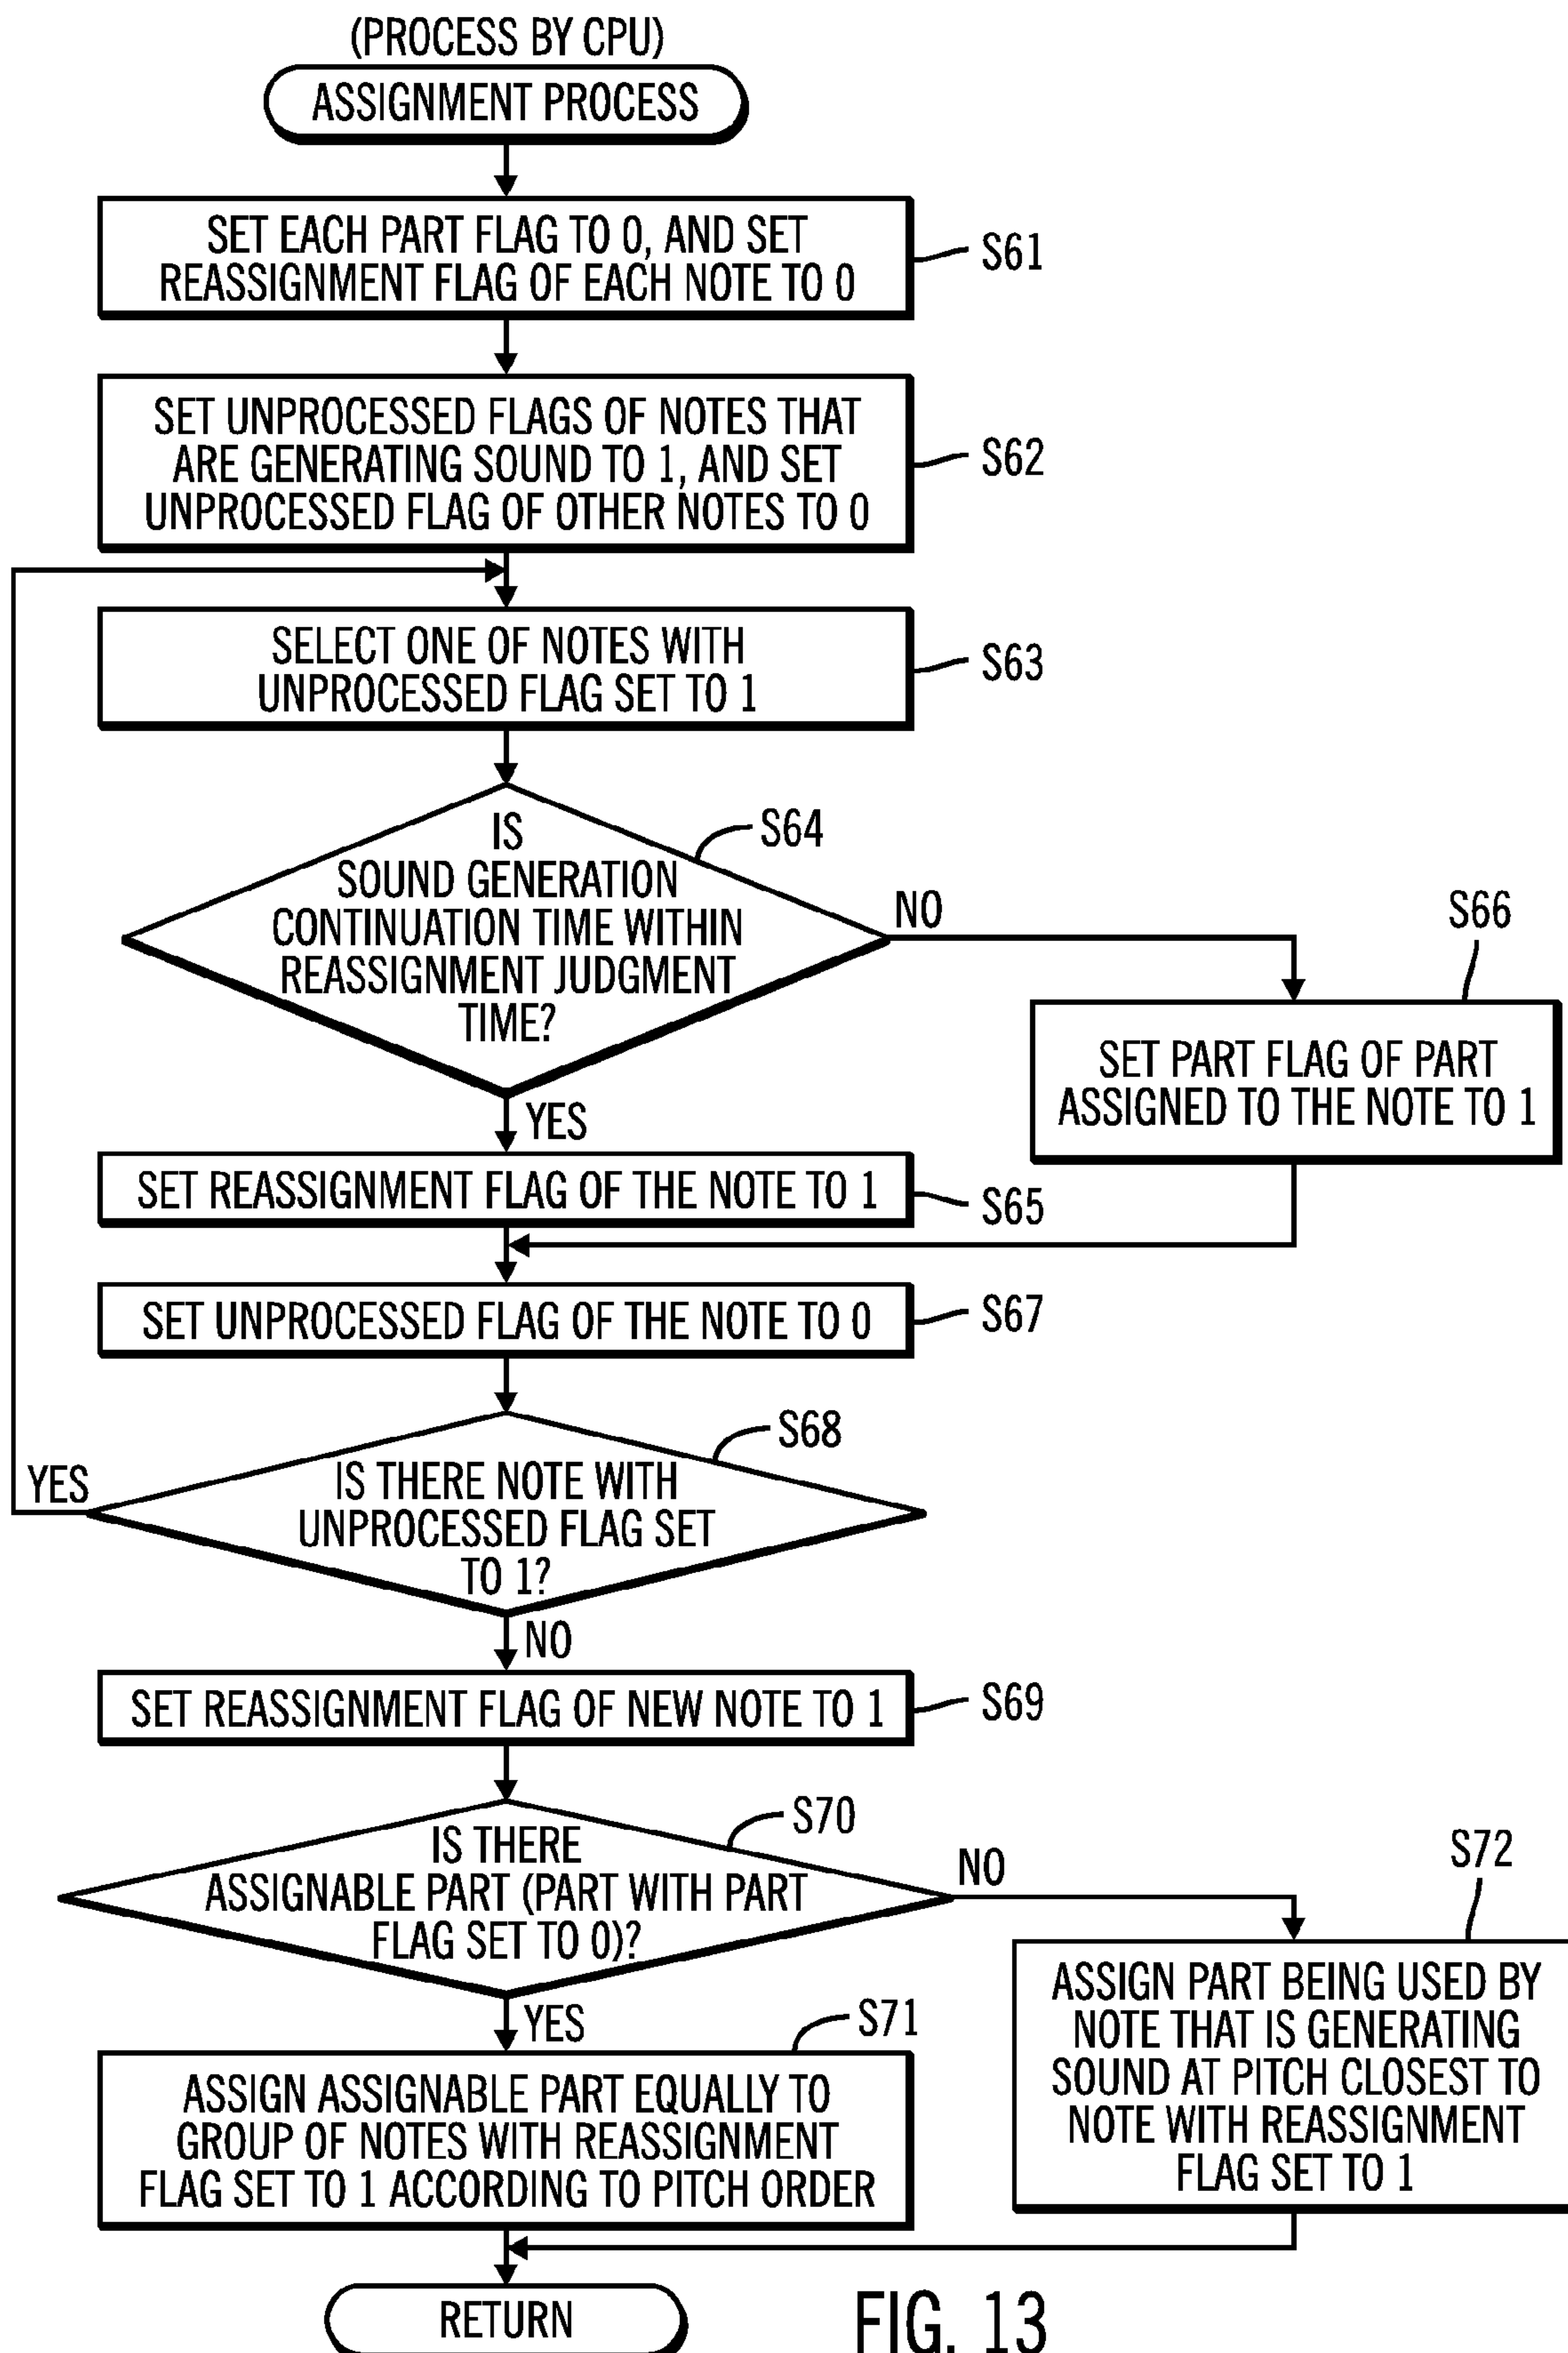 (PROCESS BY CPU)
ASSIGNMENT PROCESS
SET EACH PART FLAG TO 0, AND SET
REASSIGNMENT FLAG OF EACH NOTE TO 0
S61
SET UNPROCESSED FLAGS OF NOTES THAT
ARE GENERATING SOUND TO 1, AND SET
UNPROCESSED FLAG OF OTHER NOTES TO 0
S62
SELECT ONE OF NOTES WITH
UNPROCESSED FLAG SET TO 1
S63
IS
SOUND GENERATION
CONTINUATION TIME WITHIN
REASSIGNMENT JUDGMENT
TIME?
S64
NO
S66
SET PART FLAG OF PART
ASSIGNED TO THE NOTE TO 1
YES
SET REASSIGNMENT FLAG OF THE NOTE TO 1
S65
SET UNPROCESSED FLAG OF THE NOTE TO 0
S67
S68
YES
IS THERE NOTE WITH
UNPROCESSED FLAG SET
TO 1?
NO
SET REASSIGNMENT FLAG OF NEW NOTE TO 1
S69
S70
IS THERE
ASSIGNABLE PART (PART WITH PART
FLAG SET TO 0)?
NO
S72
ASSIGN PART BEING USED BY
NOTE THAT IS GENERATING
SOUND AT PITCH CLOSEST TO
NOTE WITH REASSIGNMENT
FLAG SET TO 1
YES
S71
ASSIGN ASSIGNABLE PART EQUALLY TO
GROUP OF NOTES WITH REASSIGNMENT
FLAG SET TO 1 ACCORDING TO PITCH ORDER
RETURN
FIG. 13